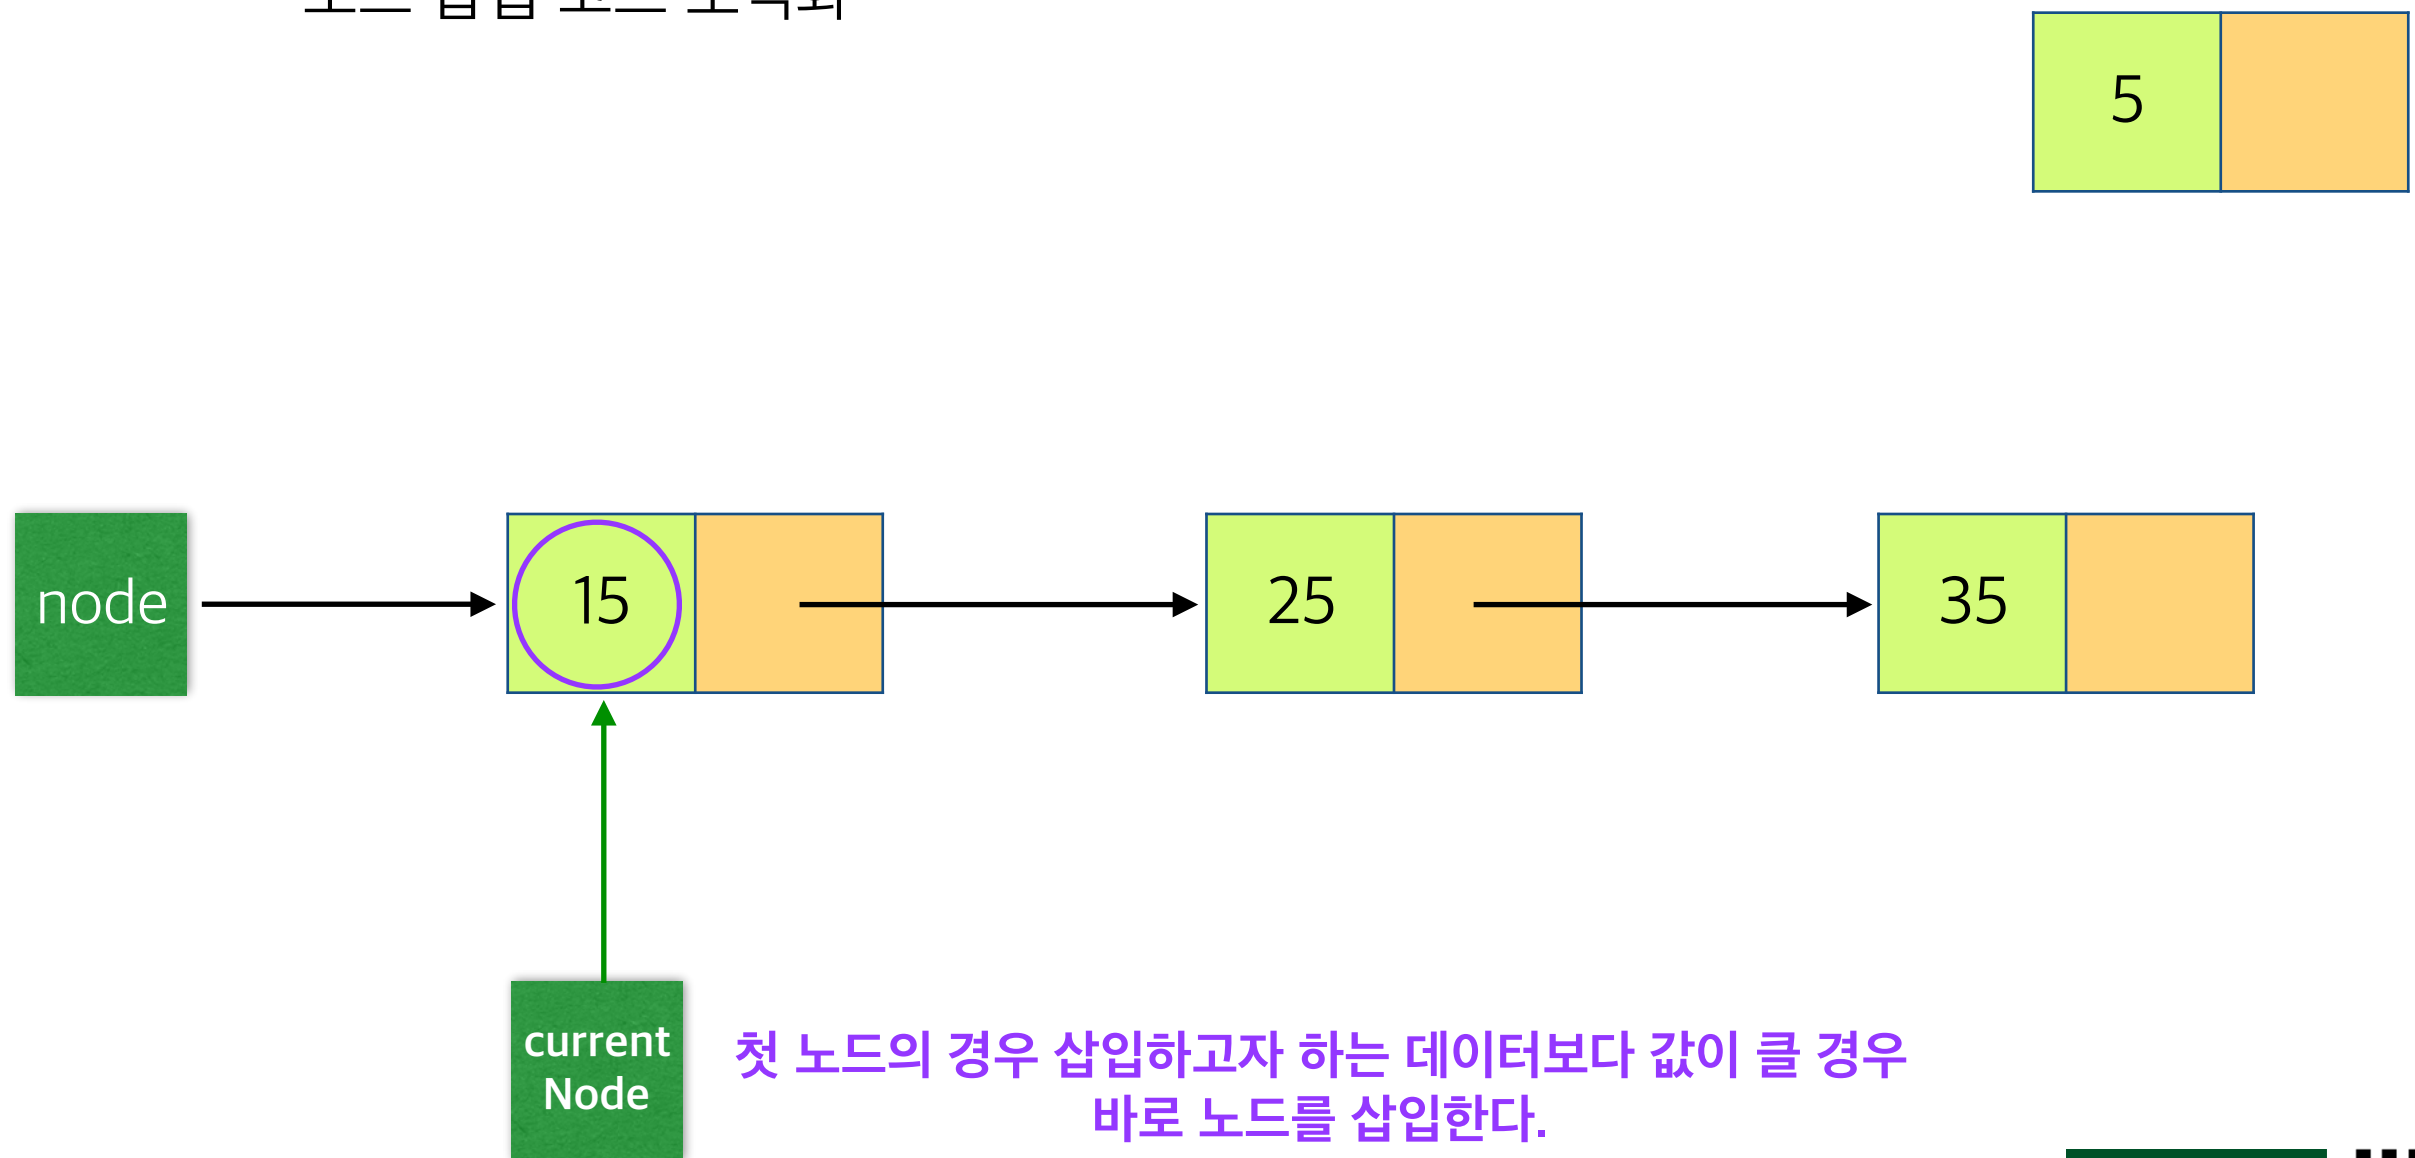 5
node
15
25
35
current
Node
첫 노드의 경우 삽입하고자 하는 데이터보다 값이 클 경우
바로 노드를 삽입한다.